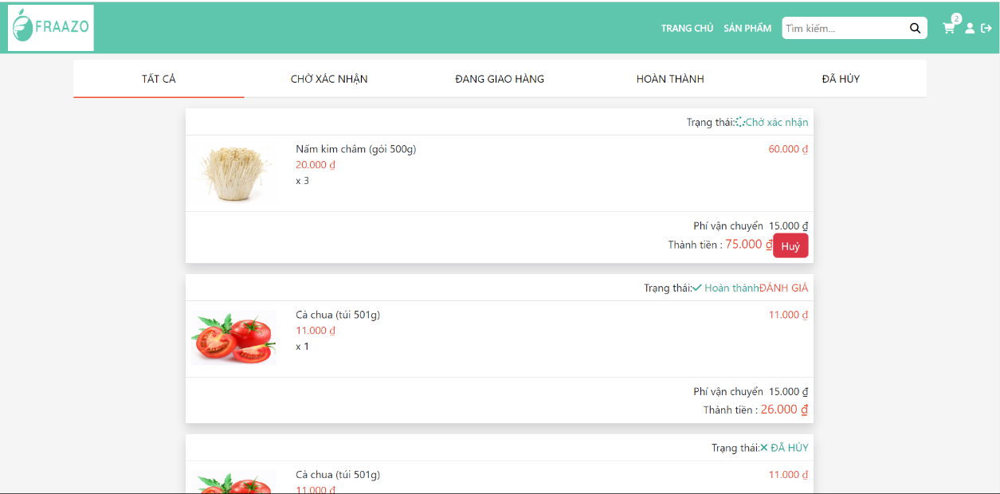 FRAAZO
TRANG CHỦ SẢN PHẨM Tìm kiếm... 2
TẤT CẢ CHỜ XÁC NHẬN ĐANG GIAO HÀNG HOÀN THÀNH ĐÃ HỦY
Trạng thái: Chờ xác nhận
Nấm kim châm (gói 500g) 60.000 ₫
20.000 ₫
x 3
Phí vận chuyển 15.000 ₫
Thành tiền : 75.000 ₫ Huỷ
Trạng thái: Hoàn thànhĐÁNH GIÁ
Cà chua (túi 501g) 11.000 ₫
11.000 ₫
x 1
Phí vận chuyển 15.000 ₫
Thành tiền : 26.000 ₫
Trạng thái: ĐÃ HỦY
Cà chua (túi 501g) 11.000 ₫
11.000 ₫